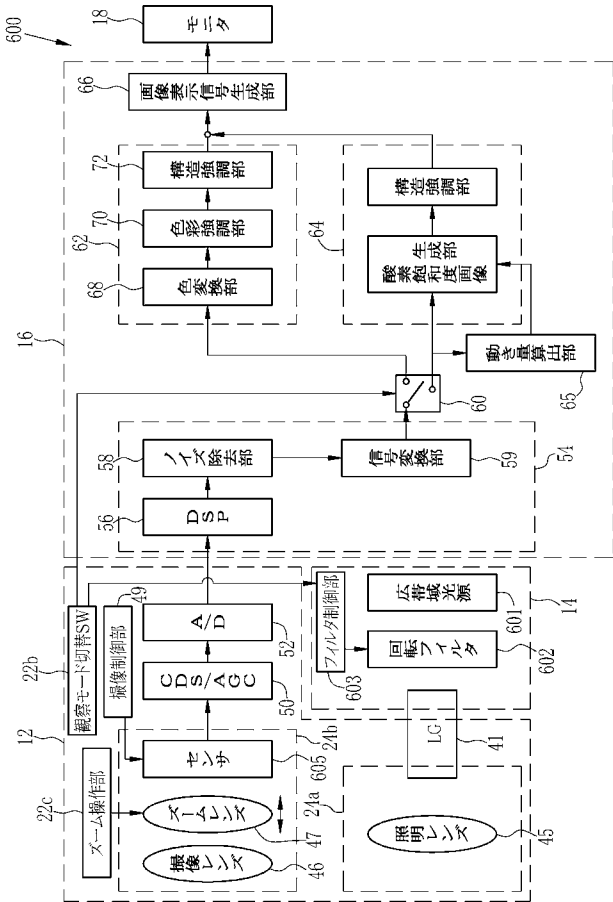 600
12
22c
ズーム操作部
22b
観察モード切替SW
49
撮像制御部
撮像レンズ
46
ズームレンズ
47
センサ
605
24b
CDS/AGC
50
A/D
52
24a
照明レンズ
45
LG
41
フィルタ制御部
603
回転フィルタ
602
広帯域光源
601
14
16
DSP
56
ノイズ除去部
58
信号変換部
59
54
60
62
色変換部
68
色彩強調部
70
構造強調部
72
64
酸素飽和度画像
生成部
構造強調部
動き量算出部
65
画像表示信号生成部
66
モニタ
18